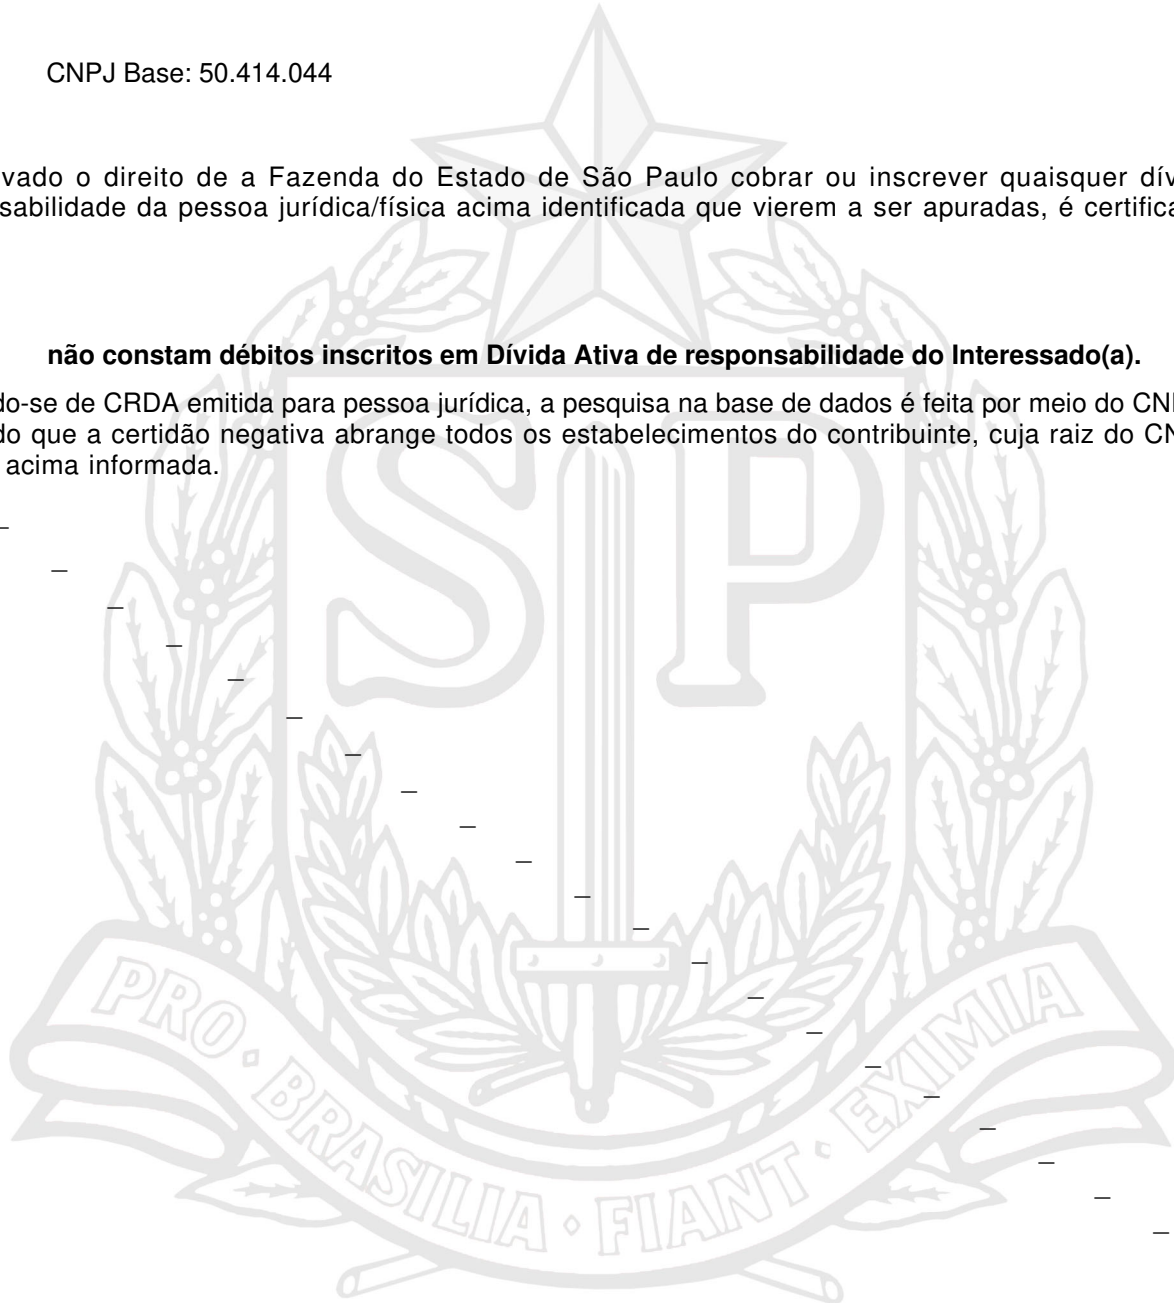 CNPJ Base: 50.414.044
vado o direito de a Fazenda do Estado de São Paulo cobrar ou inscrever quaisquer dív
sabilidade da pessoa jurídica/física acima identificada que vierem a ser apuradas, é certifica
não constam débitos inscritos em Dívida Ativa de responsabilidade do Interessado(a).
do-se de CRDA emitida para pessoa jurídica, a pesquisa na base de dados é feita por meio do CNP
do que a certidão negativa abrange todos os estabelecimentos do contribuinte, cuja raiz do CN
acima informada.
SP
PRO · BRASILIA · FIANT · EXIMIA